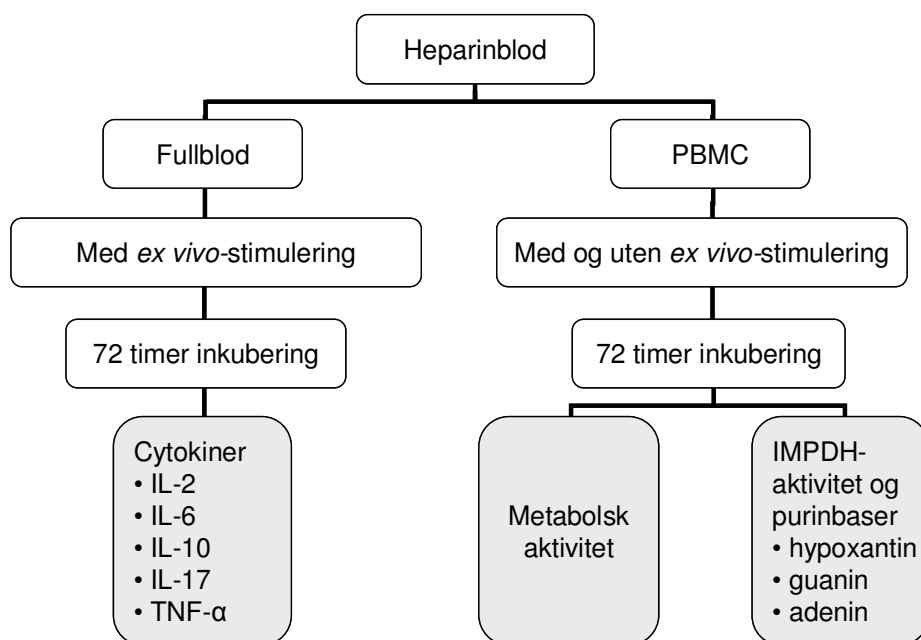 Heparinblod
Fullblod
PBMC
Med ex vivo-stimulering
Med og uten ex vivo-stimulering
72 timer inkubering
72 timer inkubering
Cytokiner
• IL-2
• IL-6
• IL-10
• IL-17
• TNF-α
Metabolsk
aktivitet
IMPDH-
aktivitet og
purinbaser
• hypoxantin
• guanin
• adenin